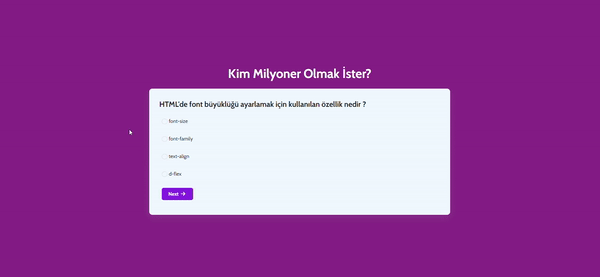 Kim Milyoner Olmak İster?
HTML'de font büyüklüğü ayarlamak için kullanılan özellik nedir ?
font-size
font-family
text-align
d-flex
Next →